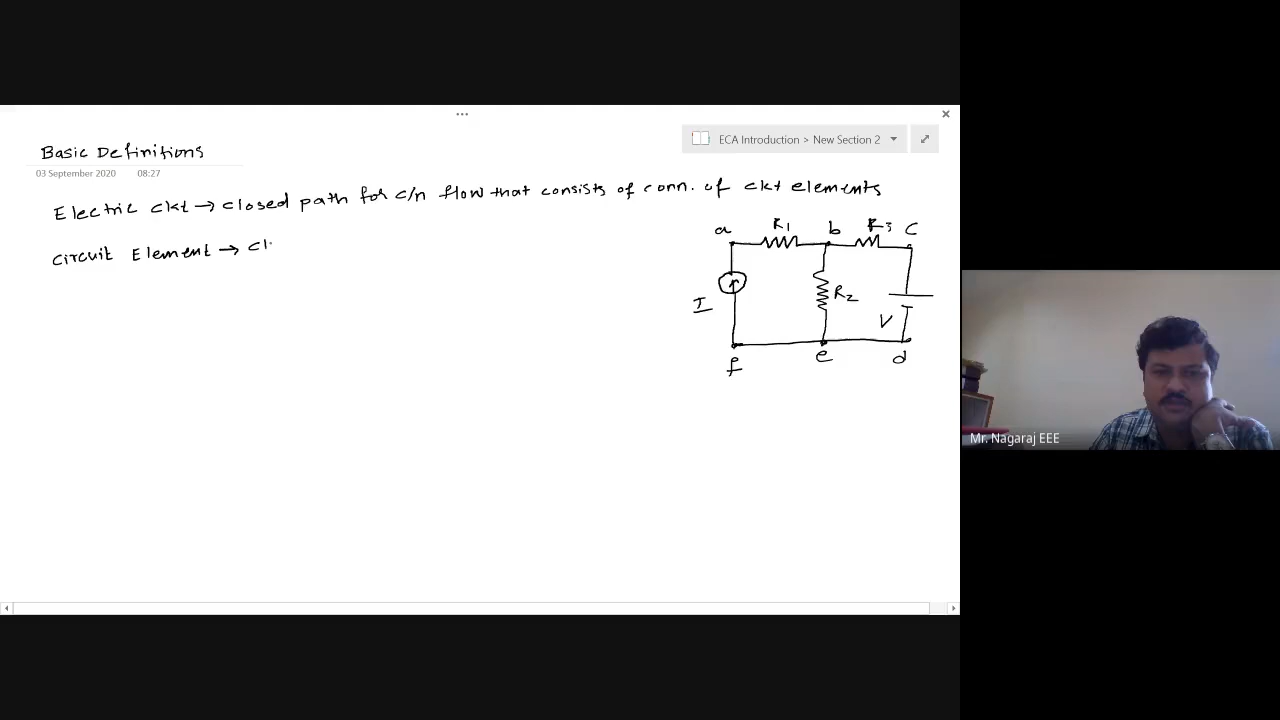 ECA Introduction > New Section 2
Basic Definitions
03 September 2020 08:27
Electric ckt → closed path for c/n flow that consists of conn. of ckt elements
Circuit Element → cl
a R1 b R3 c
I R2 V
f e d
Mr. Nagaraj EEE